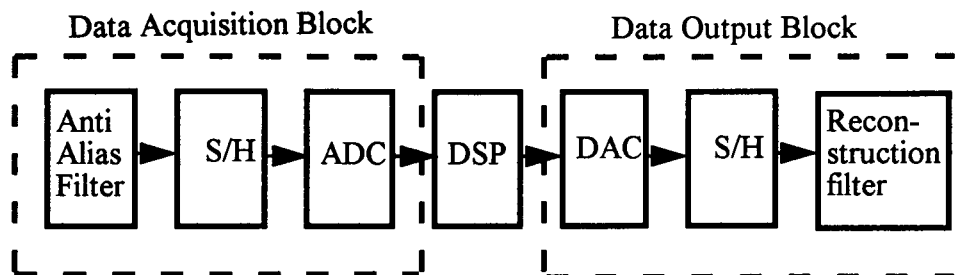 Data Acquisition Block
Data Output Block
Anti
Alias
Filter
S/H
ADC
DSP
DAC
S/H
Recon-
struction
filter